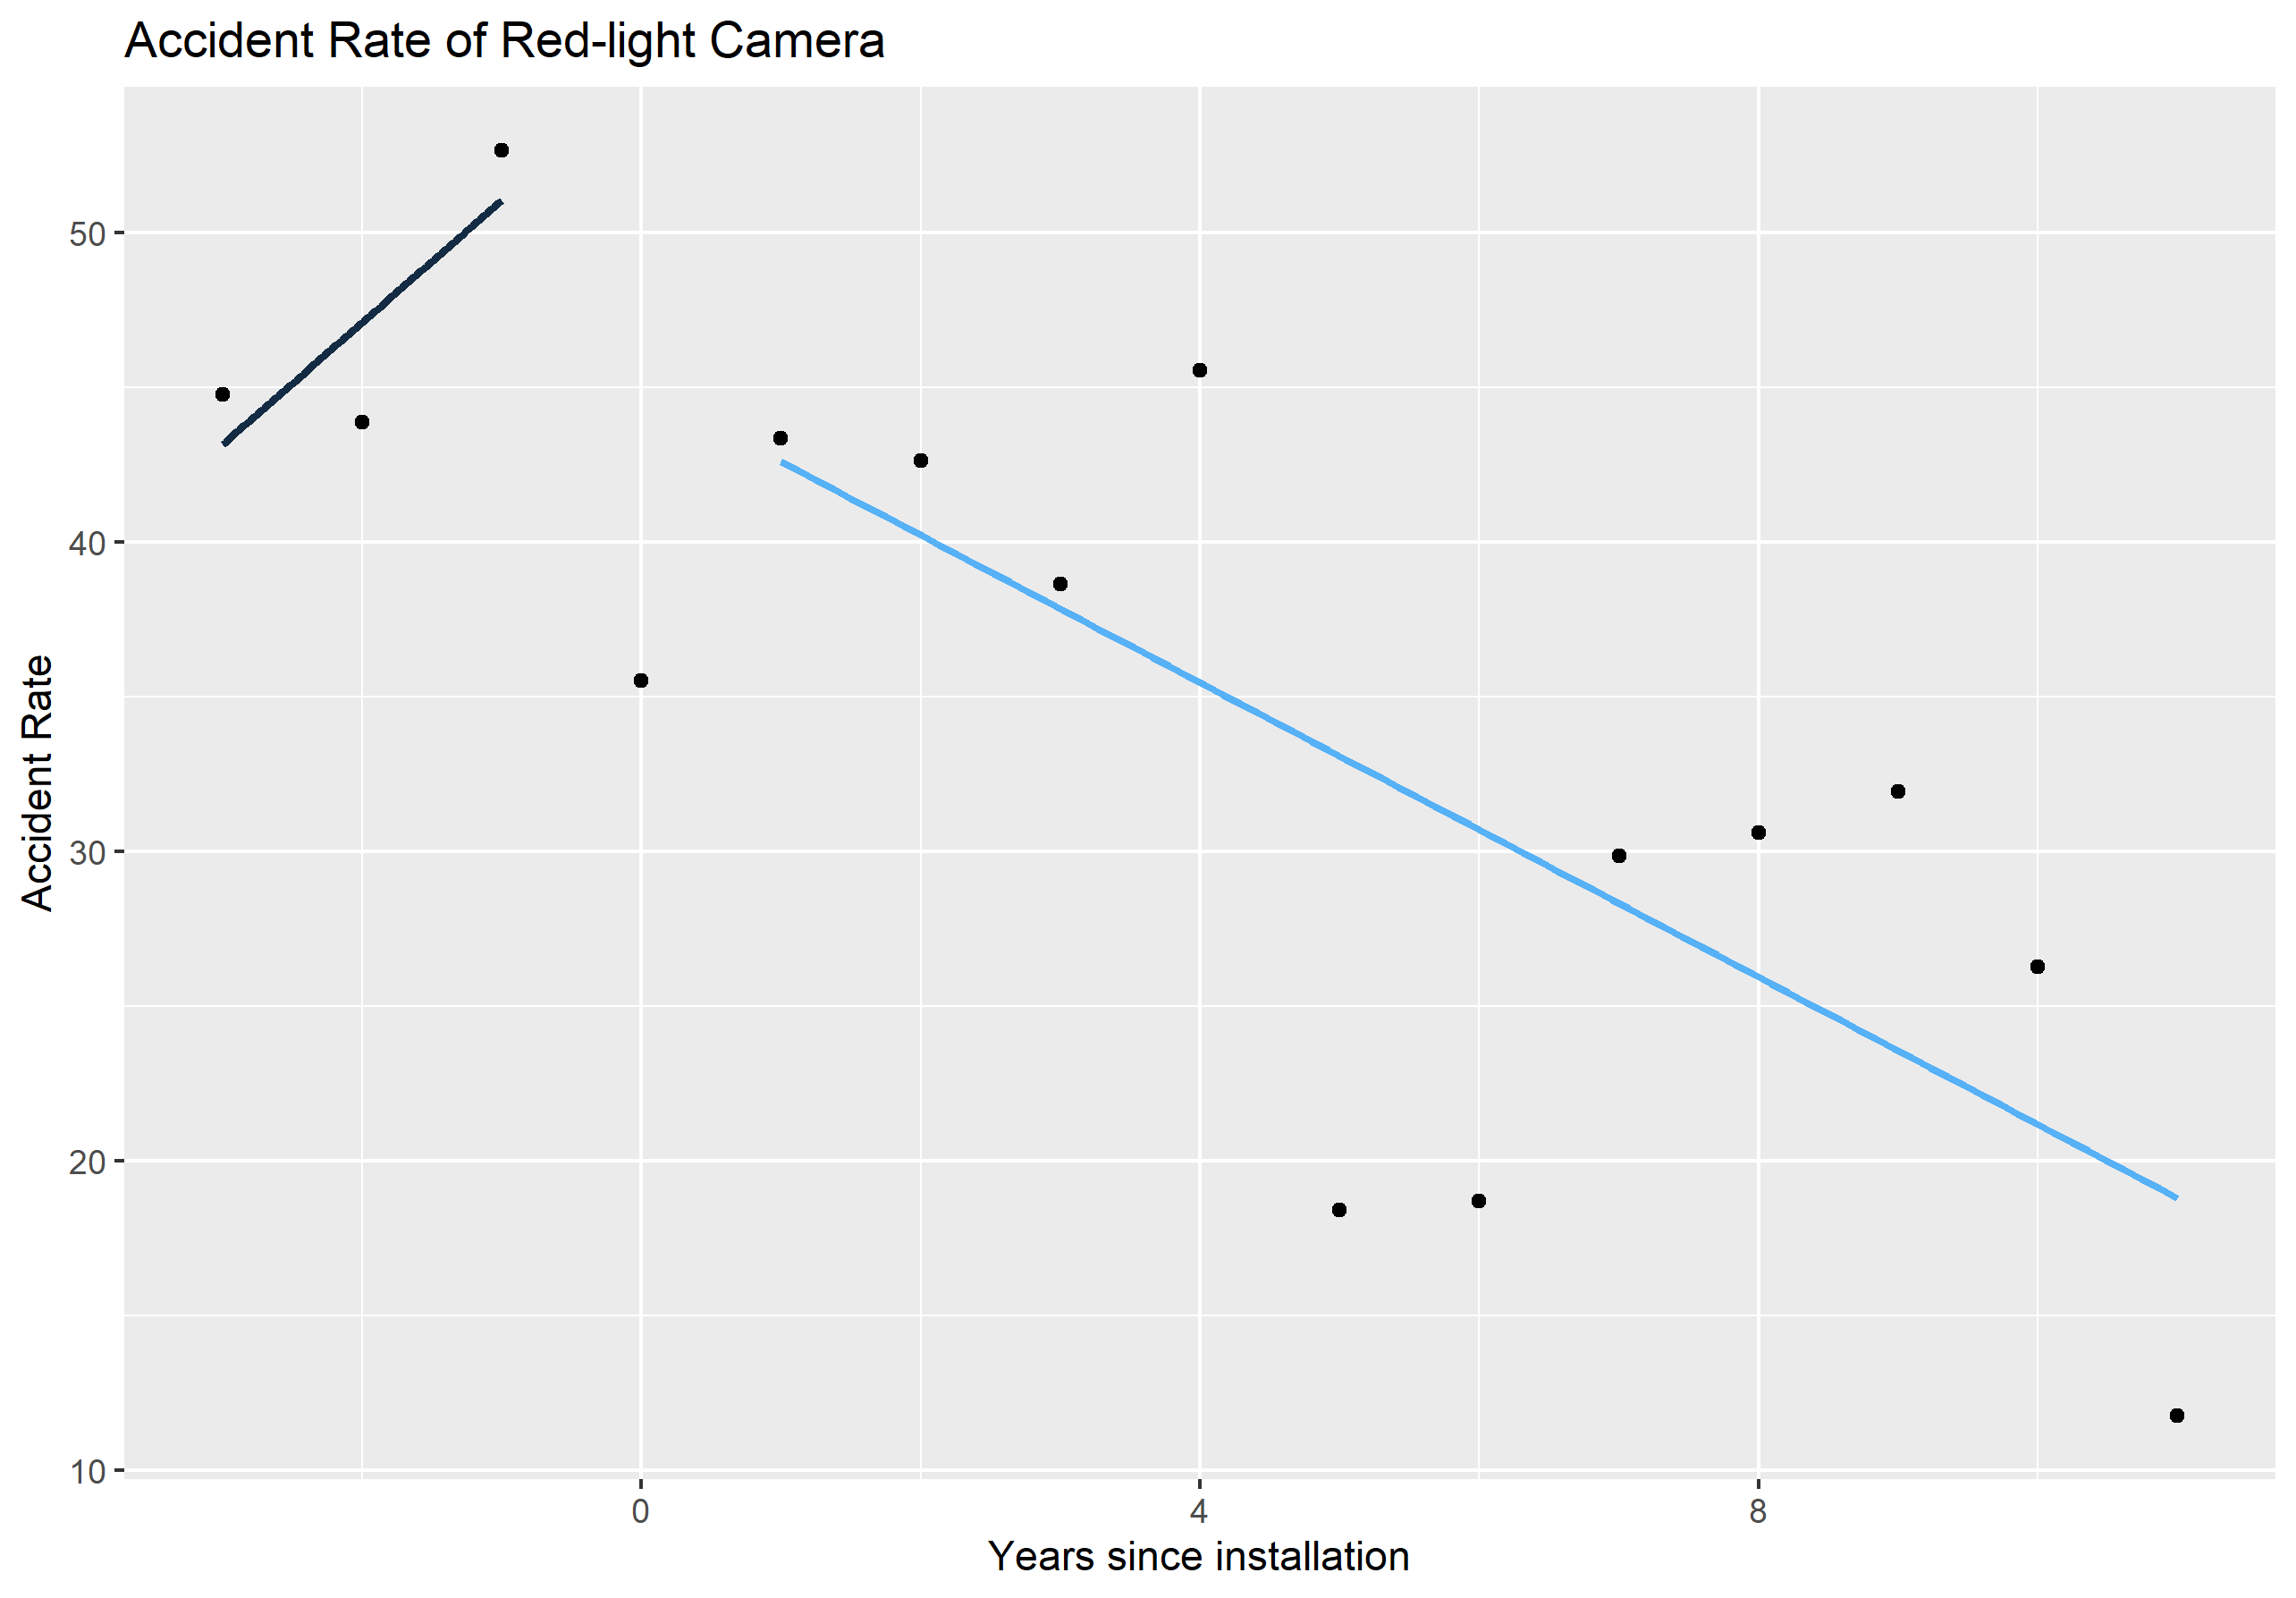 Accident Rate of Red-light Camera
50
40
30
20
10
Accident Rate
0 4 8
Years since installation